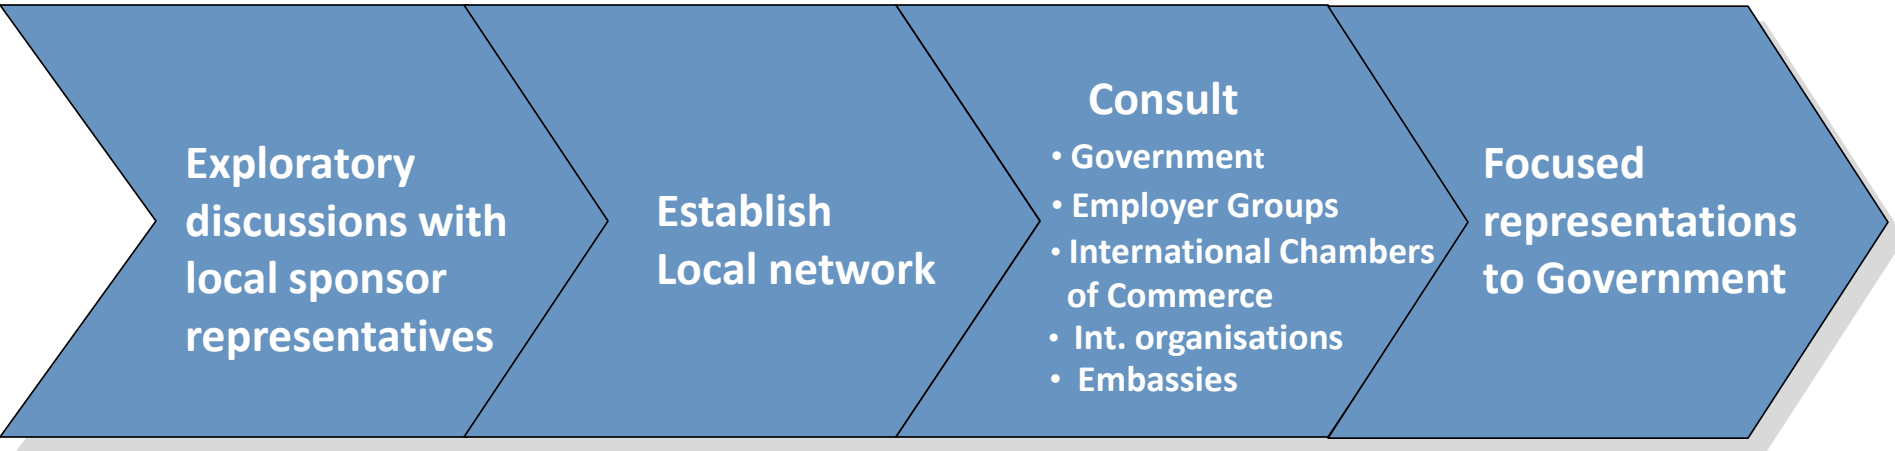 Exploratory
discussions with
local sponsor
representatives
Establish
Local network
Consult
• Government
• Employer Groups
• International Chambers
of Commerce
• Int. organisations
• Embassies
Focused
representations
to Government